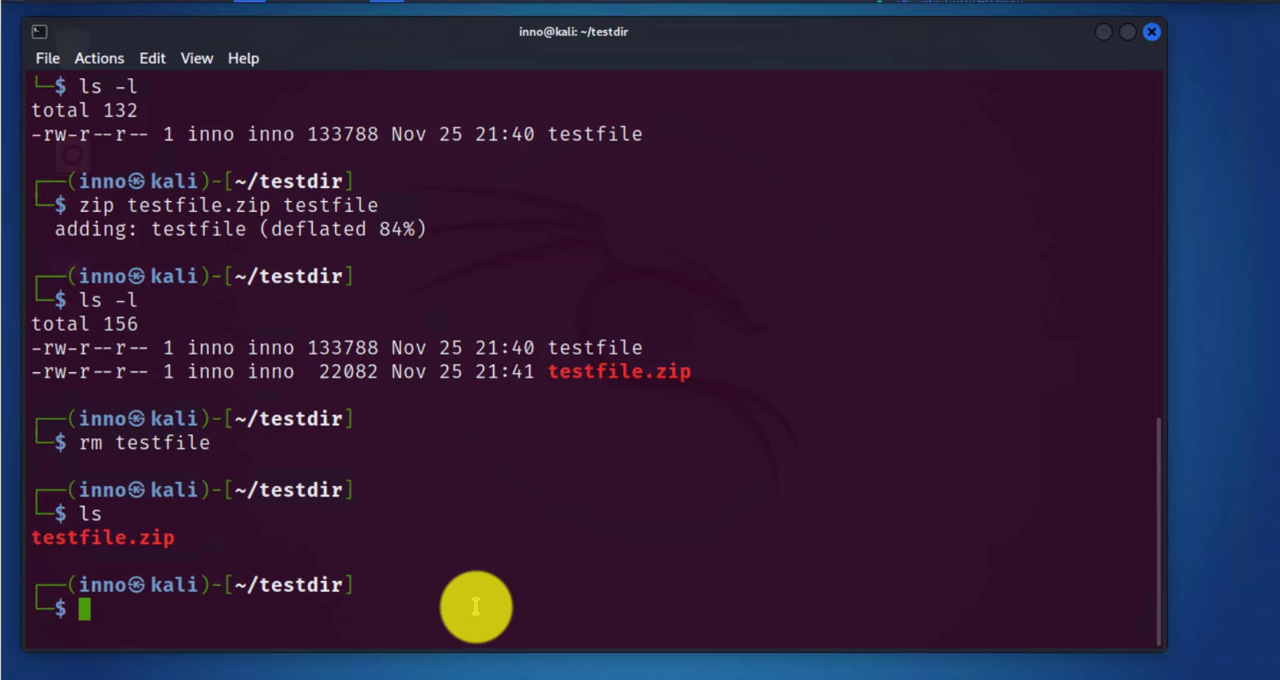 inno@kali: ~/testdir
File Actions Edit View Help
└─$ ls -l
total 132
-rw-r--r-- 1 inno inno 133788 Nov 25 21:40 testfile
┌──(inno㉿kali)-[~/testdir]
└─$ zip testfile.zip testfile
adding: testfile (deflated 84%)
┌──(inno㉿kali)-[~/testdir]
└─$ ls -l
total 156
-rw-r--r-- 1 inno inno 133788 Nov 25 21:40 testfile
-rw-r--r-- 1 inno inno  22082 Nov 25 21:41 testfile.zip
┌──(inno㉿kali)-[~/testdir]
└─$ rm testfile
┌──(inno㉿kali)-[~/testdir]
└─$ ls
testfile.zip
┌──(inno㉿kali)-[~/testdir]
└─$